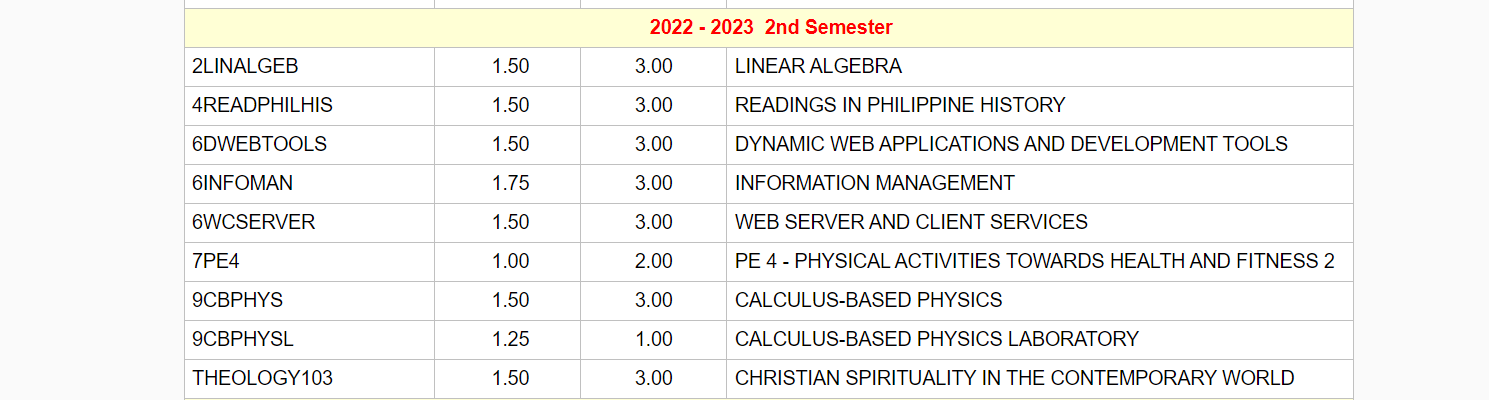 2022 - 2023 2nd Semester
2LINALGEB 1.50 3.00 LINEAR ALGEBRA
4READPHILHIS 1.50 3.00 READINGS IN PHILIPPINE HISTORY
6DWEBTOOLS 1.50 3.00 DYNAMIC WEB APPLICATIONS AND DEVELOPMENT TOOLS
6INFOMAN 1.75 3.00 INFORMATION MANAGEMENT
6WCSERVER 1.50 3.00 WEB SERVER AND CLIENT SERVICES
7PE4 1.00 2.00 PE 4 - PHYSICAL ACTIVITIES TOWARDS HEALTH AND FITNESS 2
9CBPHYS 1.50 3.00 CALCULUS-BASED PHYSICS
9CBPHYSL 1.25 1.00 CALCULUS-BASED PHYSICS LABORATORY
THEOLOGY103 1.50 3.00 CHRISTIAN SPIRITUALITY IN THE CONTEMPORARY WORLD